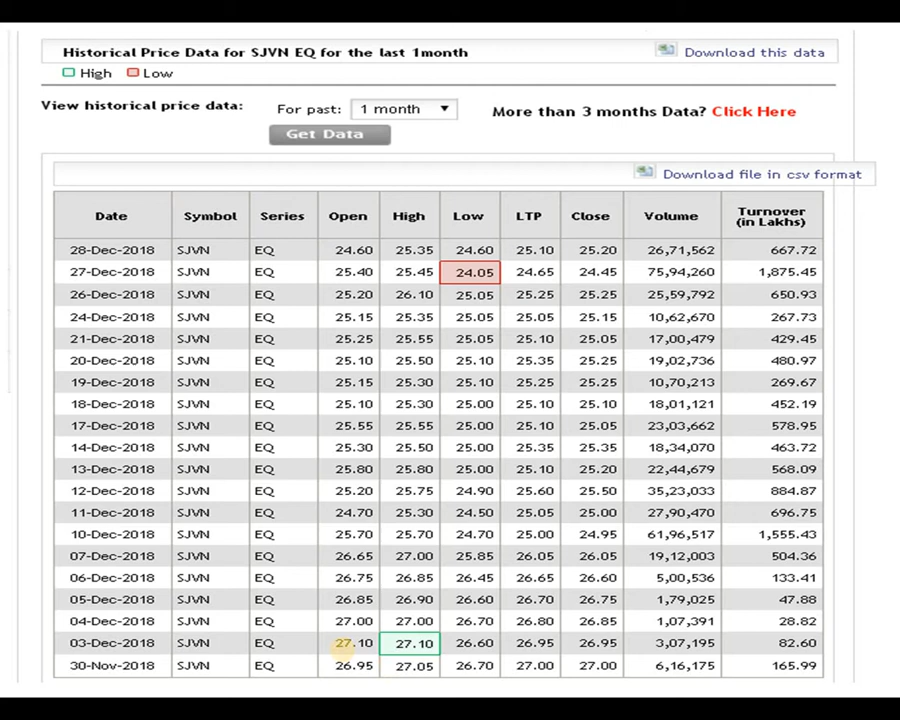 Historical Price Data for SJVN EQ for the last 1month Download this data
High Low
View historical price data: For past: 1 month More than 3 months Data? Click Here
Get Data
Download file in csv format
Date Symbol Series Open High Low LTP Close Volume Turnover (in Lakhs)
28-Dec-2018 SJVN EQ 24.60 25.35 24.60 25.10 25.20 26,71,562 667.72
27-Dec-2018 SJVN EQ 25.40 25.45 24.05 24.65 24.45 75,94,260 1,875.45
26-Dec-2018 SJVN EQ 25.20 26.10 25.05 25.25 25.25 25,59,792 650.93
24-Dec-2018 SJVN EQ 25.15 25.35 25.05 25.05 25.15 10,62,670 267.73
21-Dec-2018 SJVN EQ 25.25 25.55 25.05 25.10 25.05 17,00,479 429.45
20-Dec-2018 SJVN EQ 25.10 25.50 25.10 25.35 25.25 19,02,736 480.97
19-Dec-2018 SJVN EQ 25.15 25.30 25.10 25.25 25.25 10,70,213 269.67
18-Dec-2018 SJVN EQ 25.10 25.30 25.00 25.10 25.10 18,01,121 452.19
17-Dec-2018 SJVN EQ 25.55 25.55 25.00 25.10 25.05 23,03,662 578.95
14-Dec-2018 SJVN EQ 25.30 25.50 25.00 25.35 25.35 18,34,070 463.72
13-Dec-2018 SJVN EQ 25.80 25.80 25.00 25.10 25.20 22,44,679 568.09
12-Dec-2018 SJVN EQ 25.20 25.75 24.90 25.60 25.50 35,23,033 884.87
11-Dec-2018 SJVN EQ 24.70 25.30 24.50 25.05 25.00 27,90,470 696.75
10-Dec-2018 SJVN EQ 25.70 25.70 24.70 25.00 24.95 61,96,517 1,555.43
07-Dec-2018 SJVN EQ 26.65 27.00 25.85 26.05 26.05 19,12,003 504.36
06-Dec-2018 SJVN EQ 26.75 26.85 26.45 26.65 26.60 5,00,536 133.41
05-Dec-2018 SJVN EQ 26.85 26.90 26.60 26.70 26.75 1,79,025 47.88
04-Dec-2018 SJVN EQ 27.00 27.00 26.70 26.80 26.85 1,07,391 28.82
03-Dec-2018 SJVN EQ 27.10 27.10 26.60 26.95 26.95 3,07,195 82.60
30-Nov-2018 SJVN EQ 26.95 27.05 26.70 27.00 27.00 6,16,175 165.99